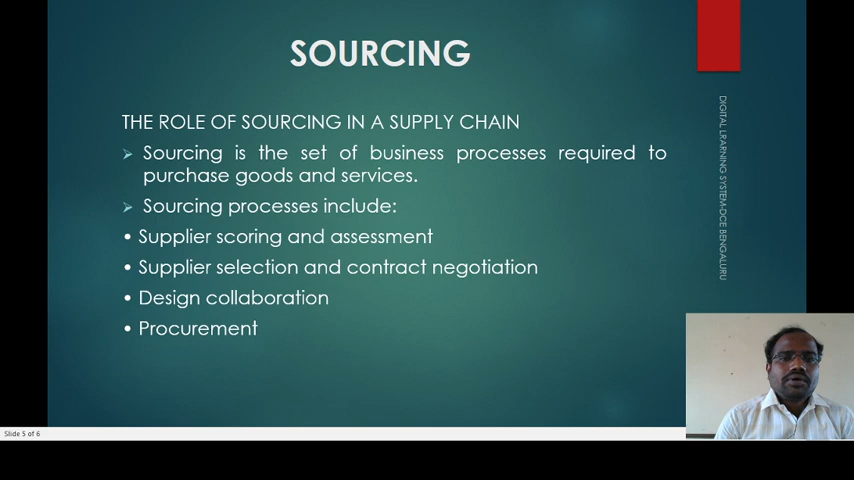 SOURCING
THE ROLE OF SOURCING IN A SUPPLY CHAIN
➢ Sourcing is the set of business processes required to
purchase goods and services.
➢ Sourcing processes include:
• Supplier scoring and assessment
• Supplier selection and contract negotiation
• Design collaboration
• Procurement
DIGITAL LRARNING SYSTEM-DCE BENGALURU
Slide 5 of 6